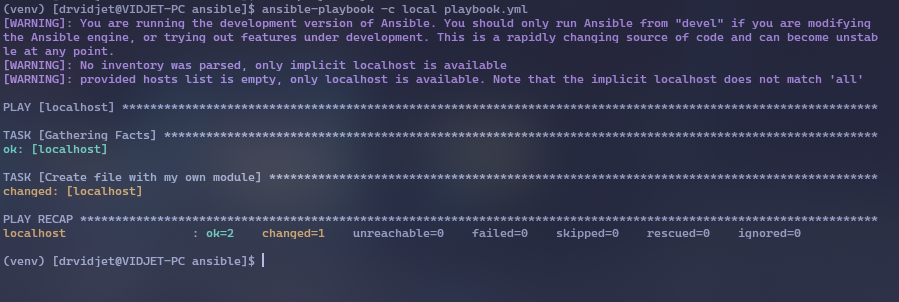 (venv) [drvidjet@VIDJET-PC ansible]$ ansible-playbook -c local playbook.yml
[WARNING]: You are running the development version of Ansible. You should only run Ansible from "devel" if you are modifying
the Ansible engine, or trying out features under development. This is a rapidly changing source of code and can become unstab
le at any point.
[WARNING]: No inventory was parsed, only implicit localhost is available
[WARNING]: provided hosts list is empty, only localhost is available. Note that the implicit localhost does not match 'all'
PLAY [localhost] ************************************************************************************************************
TASK [Gathering Facts] ******************************************************************************************************
ok: [localhost]
TASK [Create file with my own module] ***************************************************************************************
changed: [localhost]
PLAY RECAP ******************************************************************************************************************
localhost                  : ok=2    changed=1    unreachable=0    failed=0    skipped=0    rescued=0    ignored=0
(venv) [drvidjet@VIDJET-PC ansible]$